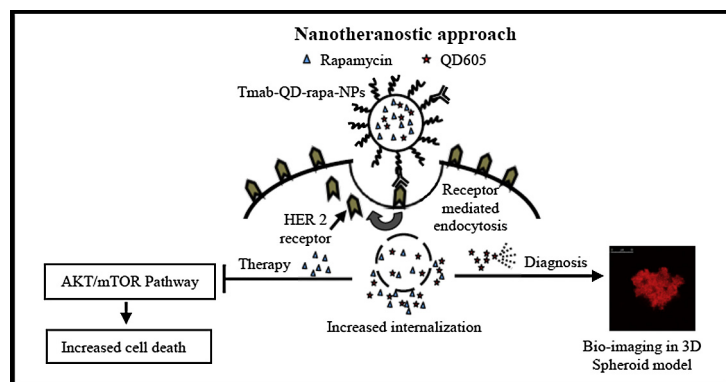 Nanotheranostic approach
Rapamycin QD605
Tmab-QD-rapa-NPs
Receptor
mediated
endocytosis
HER 2
receptor
Therapy
Diagnosis
AKT/mTOR Pathway
Increased internalization
Increased cell death
Bio-imaging in 3D
Spheroid model